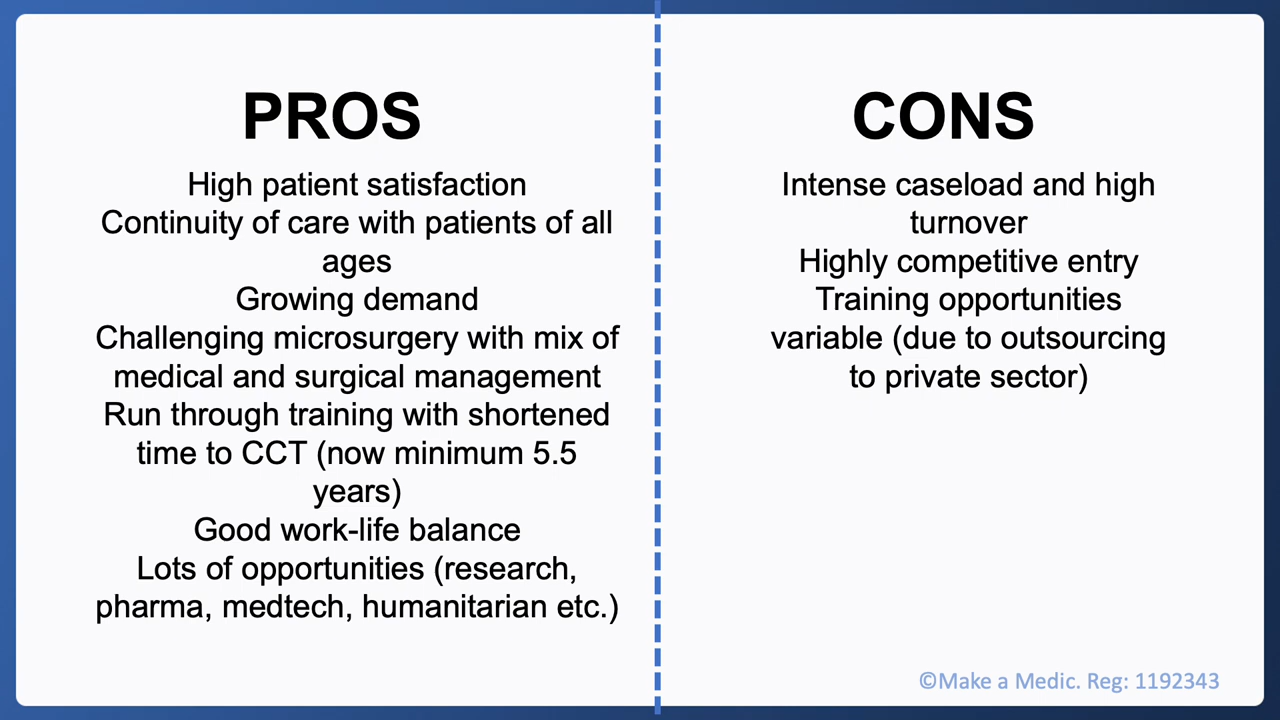 PROS
High patient satisfaction
Continuity of care with patients of all
ages
Growing demand
Challenging microsurgery with mix of
medical and surgical management
Run through training with shortened
time to CCT (now minimum 5.5
years)
Good work-life balance
Lots of opportunities (research,
pharma, medtech, humanitarian etc.)
CONS
Intense caseload and high
turnover
Highly competitive entry
Training opportunities
variable (due to outsourcing
to private sector)
©Make a Medic. Reg: 1192343